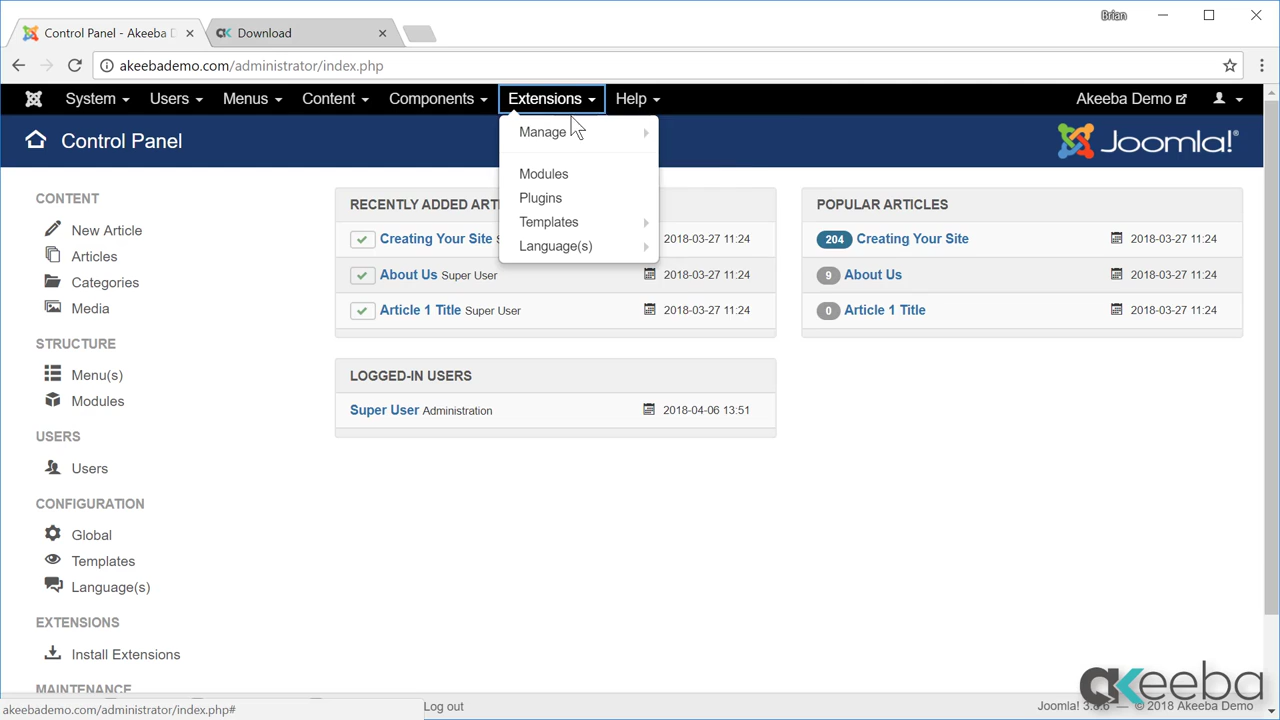 Control Panel - Akeeba D
Download
Brian
akeebademo.com/administrator/index.php
System Users Menus Content Components Extensions Help Akeeba Demo
Control Panel
Joomla!®
Manage
Modules
Plugins
Templates
Language(s)
CONTENT
New Article
Articles
Categories
Media
STRUCTURE
Menu(s)
Modules
USERS
Users
CONFIGURATION
Global
Templates
Language(s)
EXTENSIONS
Install Extensions
MAINTENANCE
RECENTLY ADDED ART
Creating Your Site S 2018-03-27 11:24
About Us Super User 2018-03-27 11:24
Article 1 Title Super User 2018-03-27 11:24
LOGGED-IN USERS
Super User Administration 2018-04-06 13:51
POPULAR ARTICLES
204 Creating Your Site 2018-03-27 11:24
9 About Us 2018-03-27 11:24
0 Article 1 Title 2018-03-27 11:24
akeebademo.com/administrator/index.php#
Log out
akeeba
— © 2018 Akeeba Demo